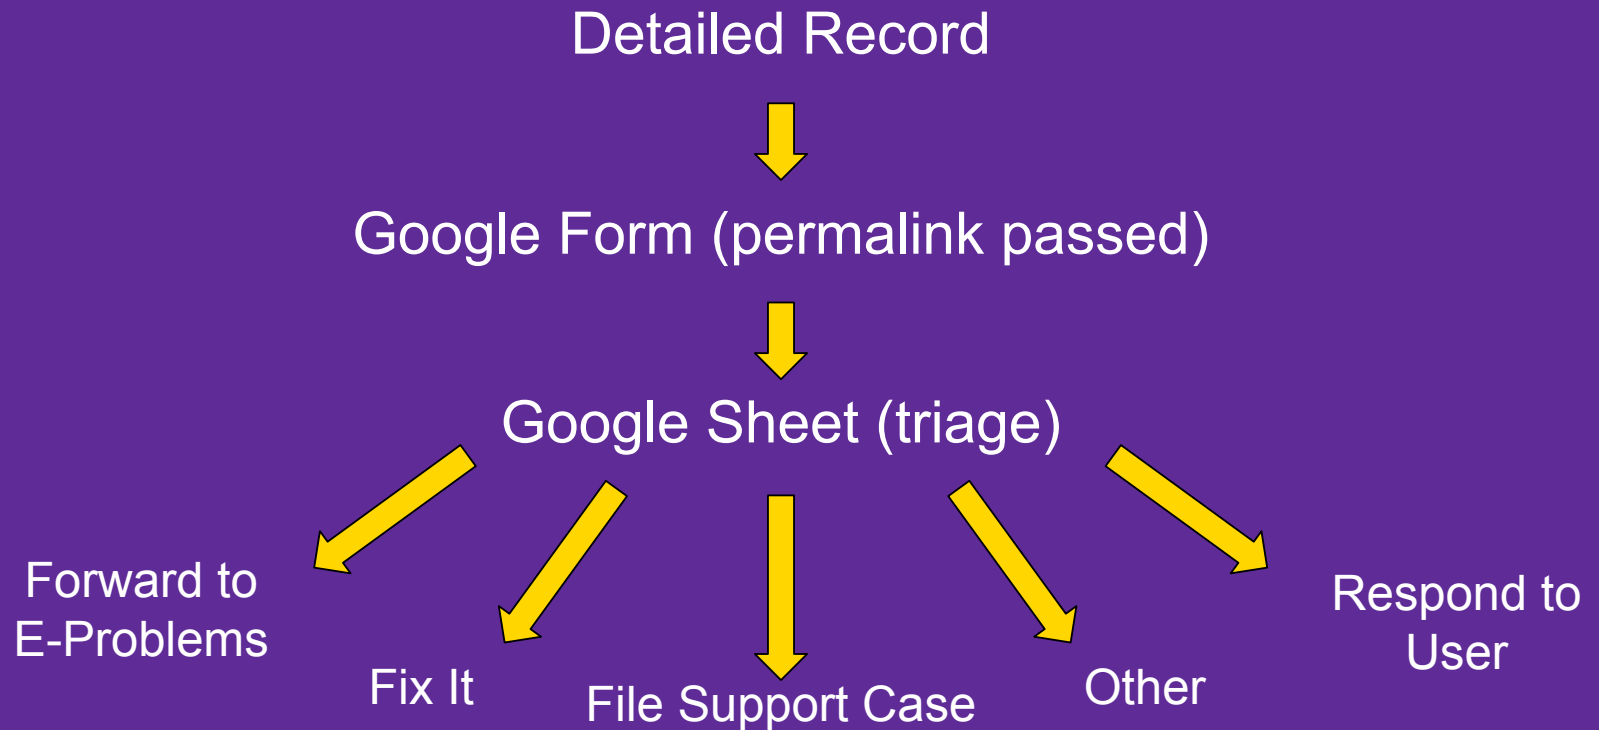 Detailed Record
Google Form (permalink passed)
Google Sheet (triage)
Forward to
E-Problems
Fix It
File Support Case
Other
Respond to
User